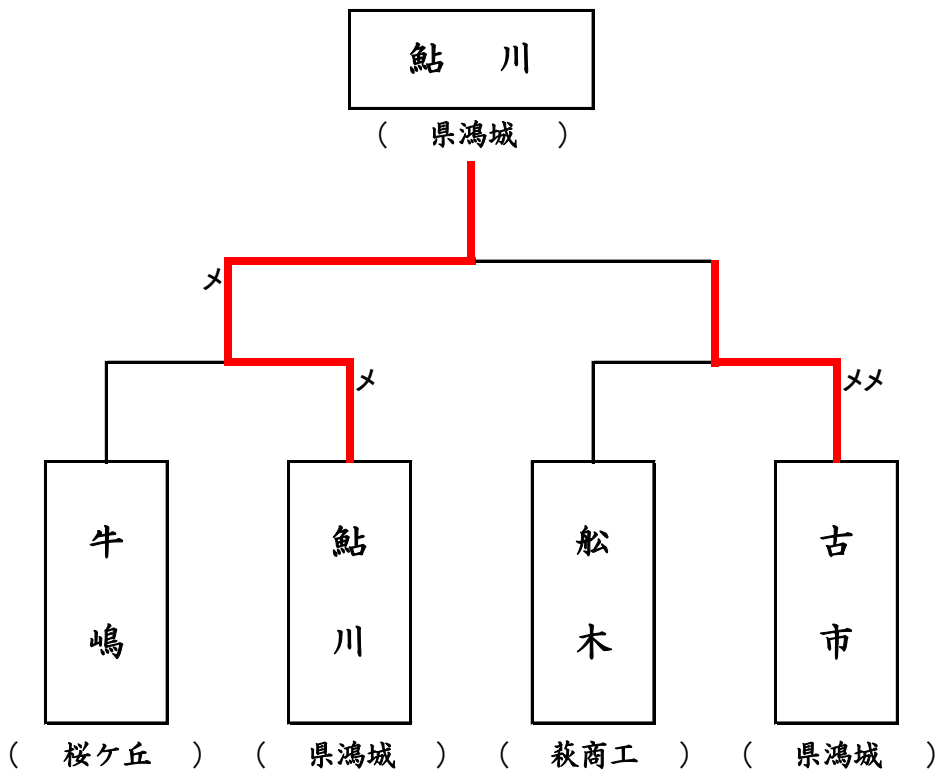 鮎 川
( 県鴻城 )
メ
メ
メメ
牛嶋
鮎川
舩木
古市
( 桜ケ丘 )
( 県鴻城 )
( 萩商工 )
( 県鴻城 )